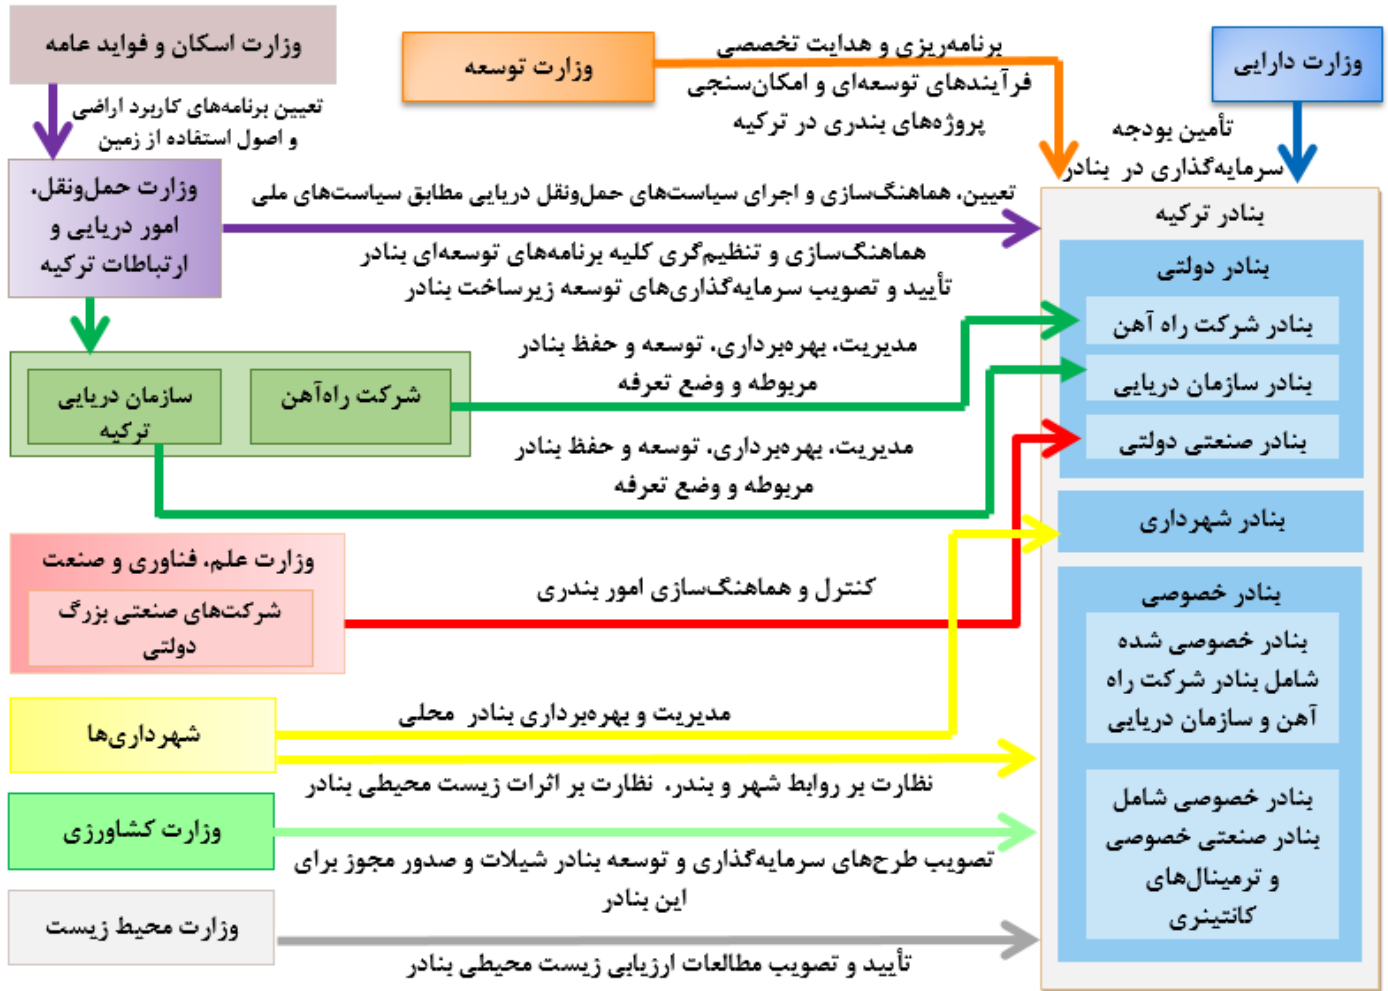 وزارت اسکان و فواید عامه
وزارت توسعه
وزارت دارایی
برنامه‌ریزی و هدایت تخصصی
فرآیندهای توسعه‌ای و امکان‌سنجی
پروژه‌های بندری در ترکیه
تعیین برنامه‌های کاربرد اراضی
و اصول استفاده از زمین
تأمین بودجه
سرمایه‌گذاری در بنادر
وزارت حمل‌ونقل،
امور دریایی و
ارتباطات ترکیه
تعیین، هماهنگ‌سازی و اجرای سیاست‌های حمل‌ونقل دریایی مطابق سیاست‌های ملی
هماهنگ‌سازی و تنظیم‌گری کلیه برنامه‌های توسعه‌ای بنادر
تأیید و تصویب سرمایه‌گذاری‌های توسعه زیرساخت بنادر
بنادر ترکیه
بنادر دولتی
بنادر شرکت راه آهن
بنادر سازمان دریایی
بنادر صنعتی دولتی
مدیریت، بهره‌برداری، توسعه و حفظ بنادر
مربوطه و وضع تعرفه
شرکت راه‌آهن
سازمان دریایی
ترکیه
مدیریت، بهره‌برداری، توسعه و حفظ بنادر
مربوطه و وضع تعرفه
بنادر شهرداری
وزارت علم، فناوری و صنعت
شرکت‌های صنعتی بزرگ
دولتی
کنترل و هماهنگ‌سازی امور بندری
بنادر خصوصی
بنادر خصوصی شده
شامل بنادر شرکت راه
آهن و سازمان دریایی
شهرداری‌ها
مدیریت و بهره‌برداری بنادر محلی
نظارت بر روابط شهر و بندر، نظارت بر اثرات زیست محیطی بنادر
بنادر خصوصی شامل
بنادر صنعتی خصوصی
و ترمینال‌های
کانتینری
وزارت کشاورزی
تصویب طرح‌های سرمایه‌گذاری و توسعه بنادر شیلات و صدور مجوز برای
این بنادر
وزارت محیط زیست
تأیید و تصویب مطالعات ارزیابی زیست محیطی بنادر